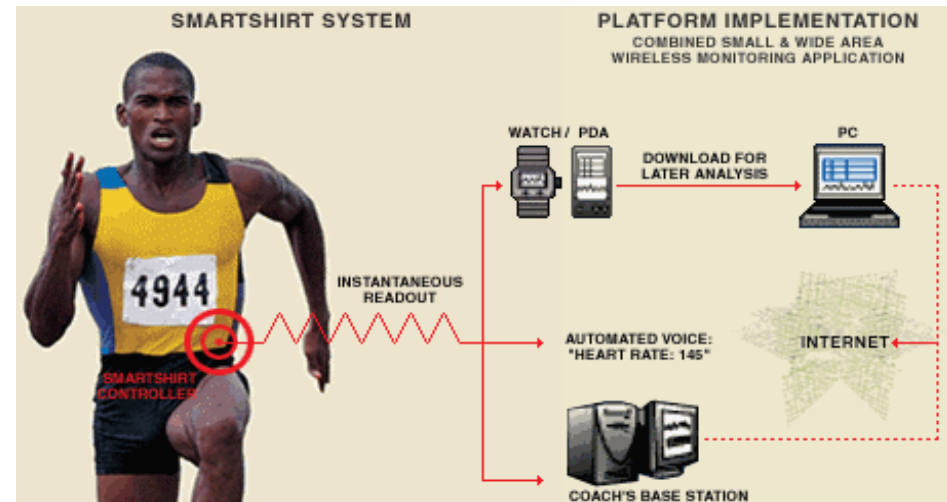 SMARTSHIRT SYSTEM
PLATFORM IMPLEMENTATION
COMBINED SMALL & WIDE AREA
WIRELESS MONITORING APPLICATION
WATCH / PDA
DOWNLOAD FOR
LATER ANALYSIS
PC
4944
INSTANTANEOUS
READOUT
SMARTSHIRT
CONTROLLER
AUTOMATED VOICE:
"HEART RATE: 145"
INTERNET
COACH'S BASE STATION